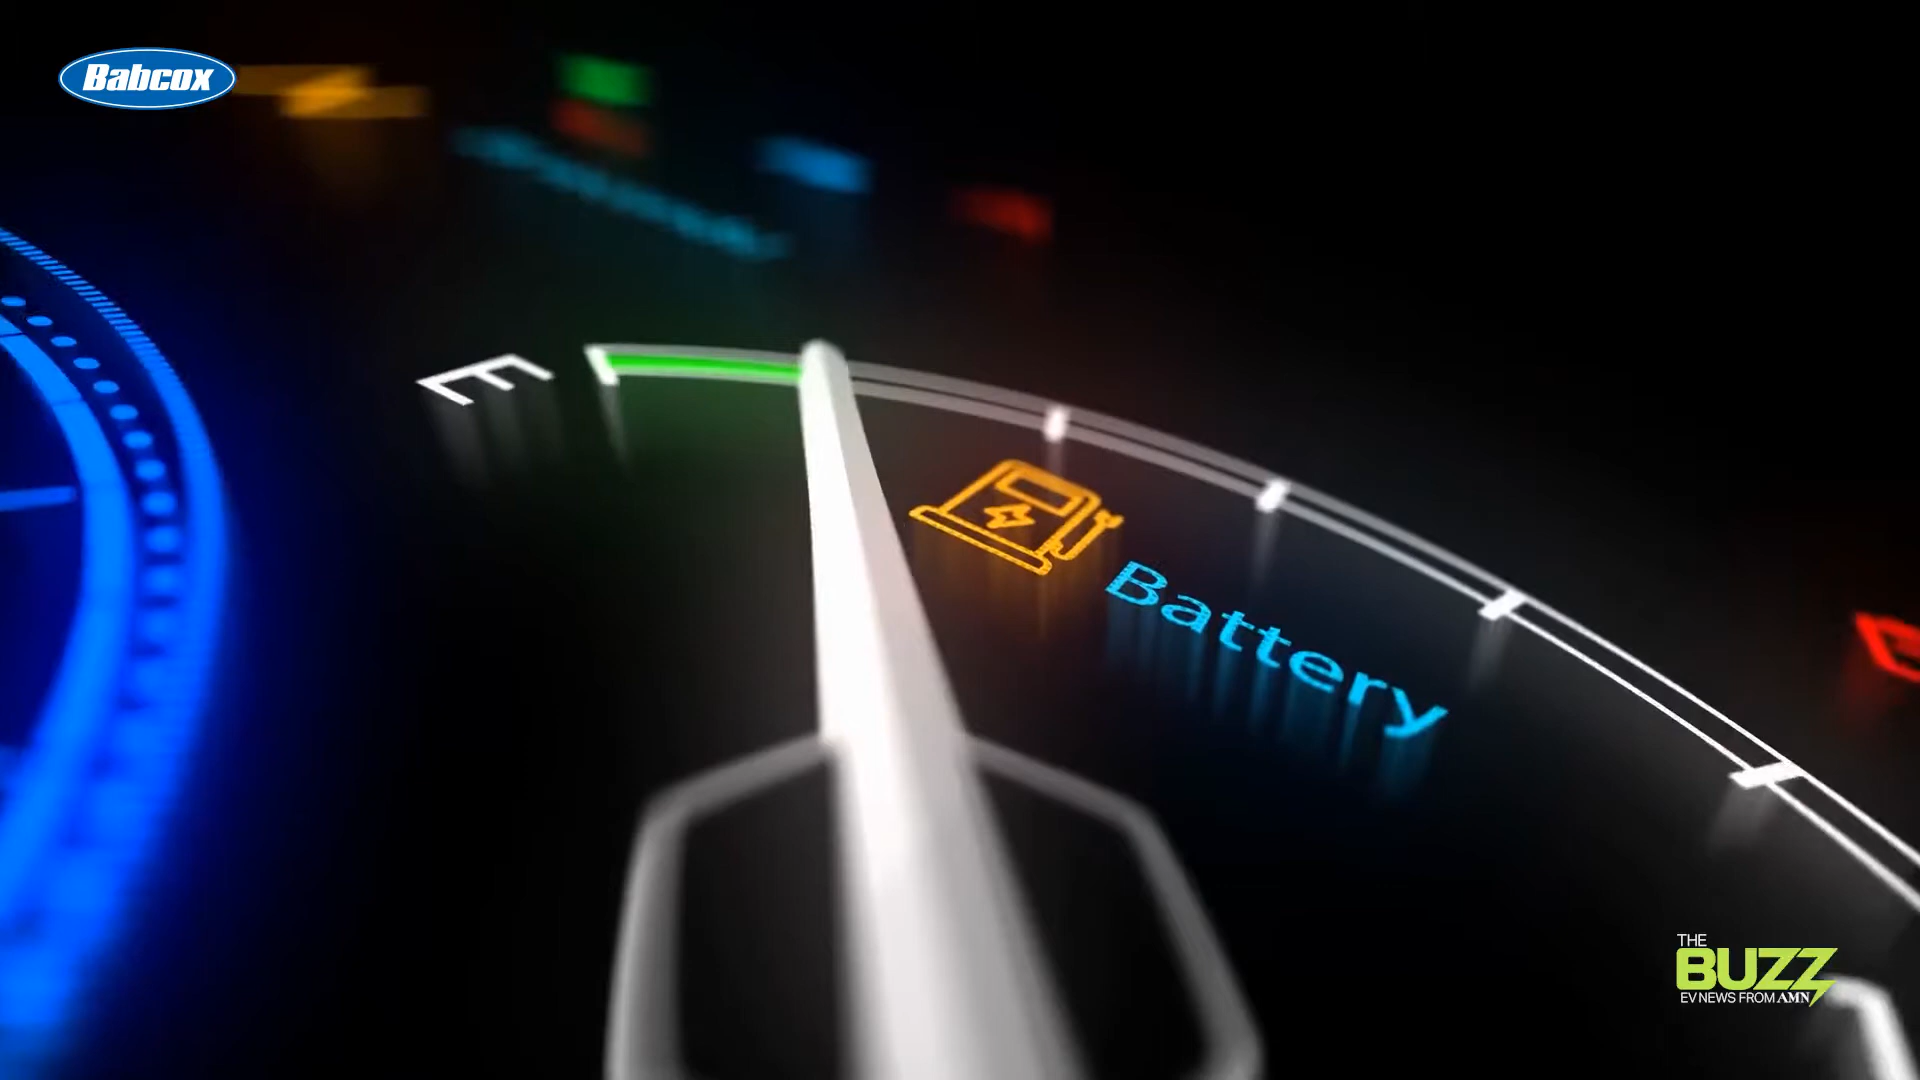 Babcox
E
Battery
THE
BUZZ
EV NEWS FROM AMN